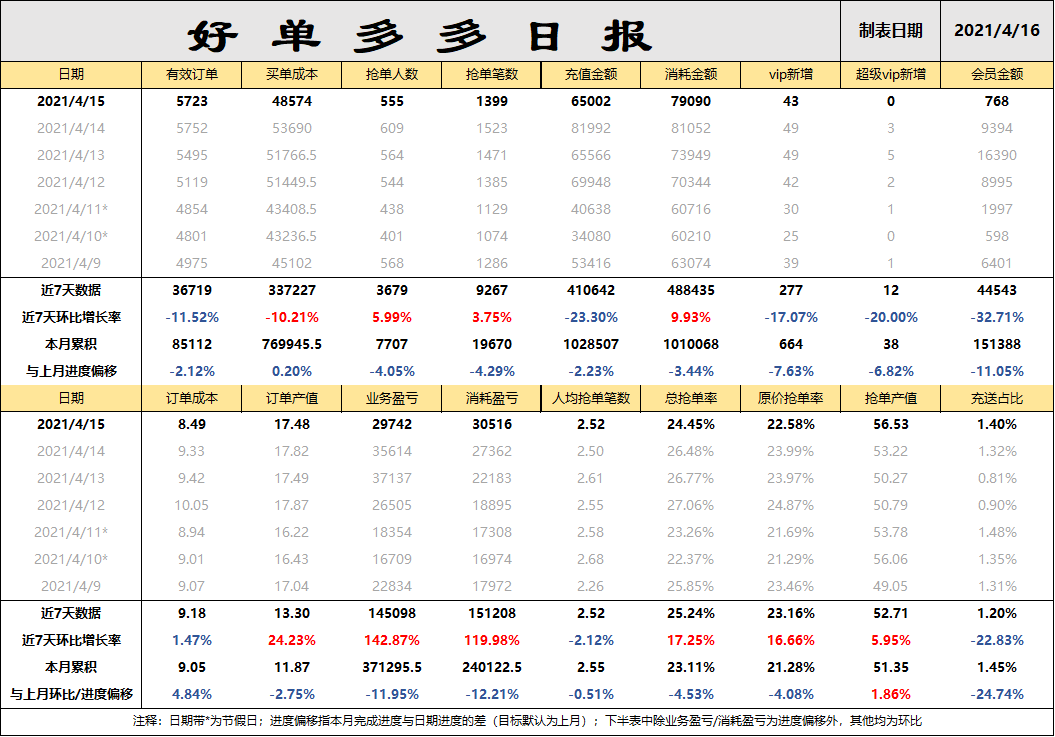 好单多多日报 制表日期 2021/4/16
日期 有效订单 买单成本 抢单人数 抢单笔数 充值金额 消耗金额 vip新增 超级vip新增 会员金额
2021/4/15 5723 48574 555 1399 65002 79090 43 0 768
2021/4/14 5752 53690 609 1523 81992 81052 49 3 9394
2021/4/13 5495 51766.5 564 1471 65566 73949 49 5 16390
2021/4/12 5119 51449.5 544 1385 69948 70344 42 2 8995
2021/4/11* 4854 43408.5 438 1129 40638 60716 30 1 1997
2021/4/10* 4801 43236.5 401 1074 34080 60210 25 0 598
2021/4/9 4975 45102 568 1286 53416 63074 39 1 6401
近7天数据 36719 337227 3679 9267 410642 488435 277 12 44543
近7天环比增长率 -11.52% -10.21% 5.99% 3.75% -23.30% 9.93% -17.07% -20.00% -32.71%
本月累积 85112 769945.5 7707 19670 1028507 1010068 664 38 151388
与上月进度偏移 -2.12% 0.20% -4.05% -4.29% -2.23% -3.44% -7.63% -6.82% -11.05%
日期 订单成本 订单产值 业务盈亏 消耗盈亏 人均抢单笔数 总抢单率 原价抢单率 抢单产值 充送占比
2021/4/15 8.49 17.48 29742 30516 2.52 24.45% 22.58% 56.53 1.40%
2021/4/14 9.33 17.82 35614 27362 2.50 26.48% 23.99% 53.22 1.32%
2021/4/13 9.42 17.49 37137 22183 2.61 26.77% 23.97% 50.27 0.81%
2021/4/12 10.05 17.87 26505 18895 2.55 27.06% 24.87% 50.79 0.90%
2021/4/11* 8.94 16.22 18354 17308 2.58 23.26% 21.69% 53.78 1.48%
2021/4/10* 9.01 16.43 16709 16974 2.68 22.37% 21.29% 56.06 1.35%
2021/4/9 9.07 17.04 22834 17972 2.26 25.85% 23.46% 49.05 1.31%
近7天数据 9.18 13.30 145098 151208 2.52 25.24% 23.16% 52.71 1.20%
近7天环比增长率 1.47% 24.23% 142.87% 119.98% -2.12% 17.25% 16.66% 5.95% -22.83%
本月累积 9.05 11.87 371295.5 240122.5 2.55 23.11% 21.28% 51.35 1.45%
与上月环比/进度偏移 4.84% -2.75% -11.95% -12.21% -0.51% -4.53% -4.08% 1.86% -24.74%
注释：日期带*为节假日；进度偏移指本月完成进度与日期进度的差（目标默认为上月）；下半表中除业务盈亏/消耗盈亏为进度偏移外，其他均为环比